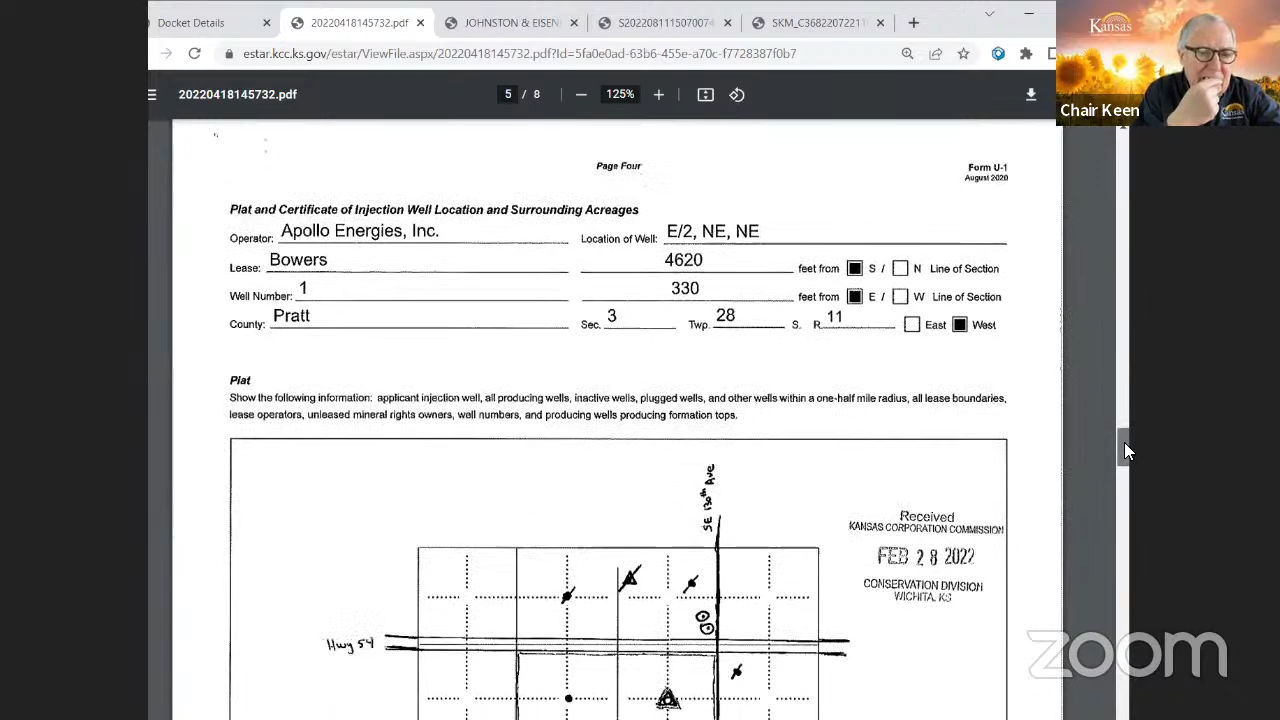 Docket Details
20220418145732.pdf
JOHNSTON & EISEN
S2022081115070074
SKM_C3682207221
estar.kcc.ks.gov/estar/ViewFile.aspx/20220418145732.pdf?Id=5fa0e0ad-63b6-455e-a70c-f7728387f0b7
20220418145732.pdf
5 / 8
125%
Kansas
Chair Keen
Kansas
Page Four
Form U-1
August 2020
Plat and Certificate of Injection Well Location and Surrounding Acreages
Operator: Apollo Energies, Inc.
Location of Well: E/2, NE, NE
Lease: Bowers
4620 feet from S / N Line of Section
Well Number: 1
330 feet from E / W Line of Section
County: Pratt
Sec. 3 Twp. 28 S. R. 11 East West
Plat
Show the following information: applicant injection well, all producing wells, inactive wells, plugged wells, and other wells within a one-half mile radius, all lease boundaries,
lease operators, unleased mineral rights owners, well numbers, and producing wells producing formation tops.
SE 130th Ave
Received
KANSAS CORPORATION COMMISSION
FEB 28 2022
CONSERVATION DIVISION
WICHITA, KS
Hwy 54
zoom